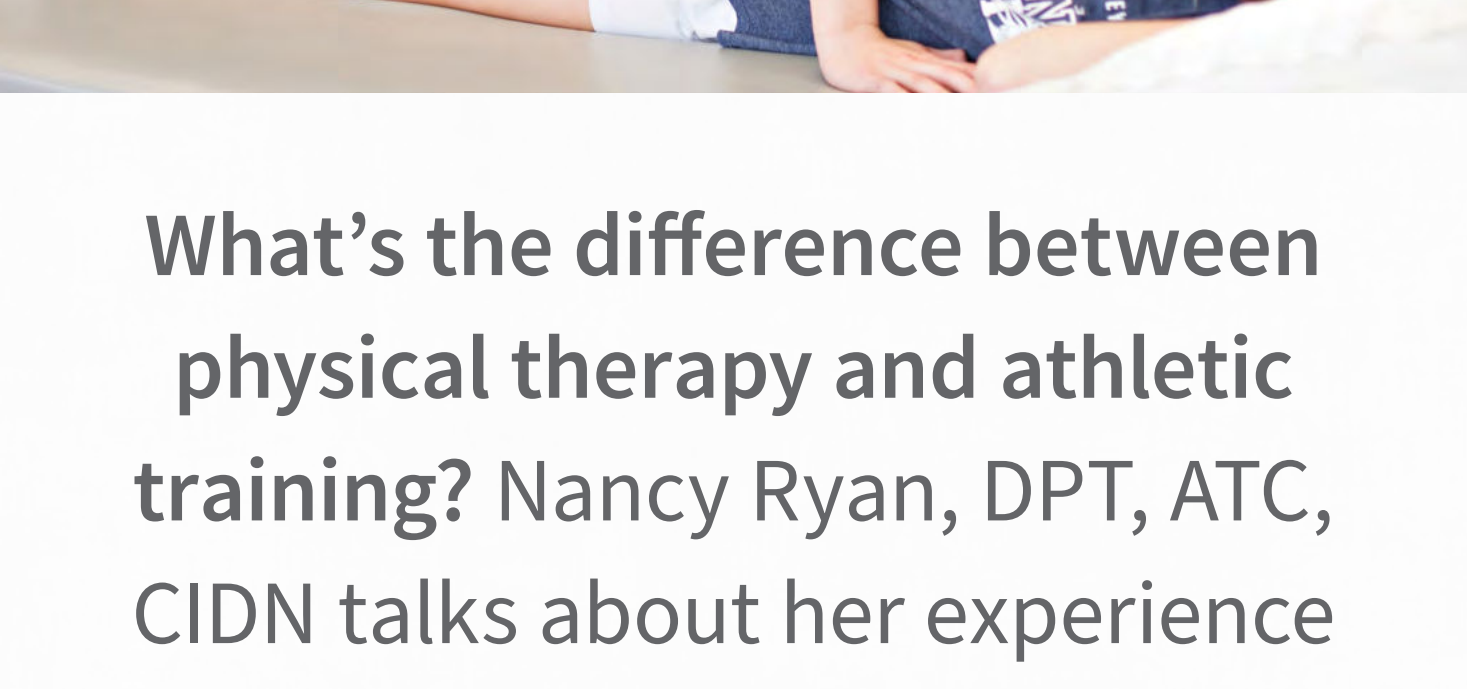 What’s the difference between
physical therapy and athletic
training? Nancy Ryan, DPT, ATC,
CIDN talks about her experience